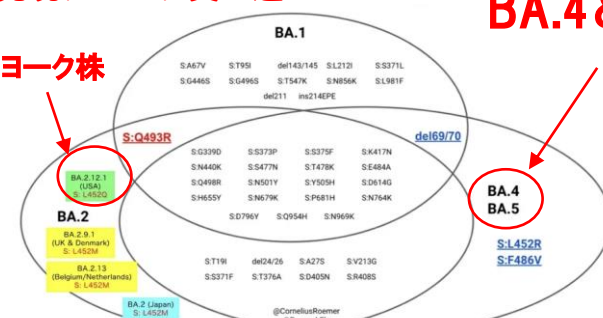 BA.4&
BA.1
ヨーク株
S:A67V S:T95I del143/145 S:L212I S:S371L
S:G446S S:G496S S:T547K S:N856K S:L981F
del211 ins214EPE
S:Q493R
del69/70
S:G339D S:S373P S:S375F S:K417N
S:N440K S:S477N S:T478K S:E484A
S:Q498R S:N501Y S:Y505H S:D614G
S:H655Y S:N679K S:P681H S:N764K
S:D796Y S:Q954H S:N969K
BA.2.12.1
(USA)
S: L452Q
BA.2
BA.4
BA.5
BA.2.9.1
(UK & Denmark)
S: L452M
S:L452R
S:F486V
BA.2.13
(Belgium/Netherlands)
S: L452M
S:T19I del24/26 S:A27S S:V213G
S:S371F S:T376A S:D405N S:R408S
BA.2 (Japan)
S: L452M
@CorneliusRoemer